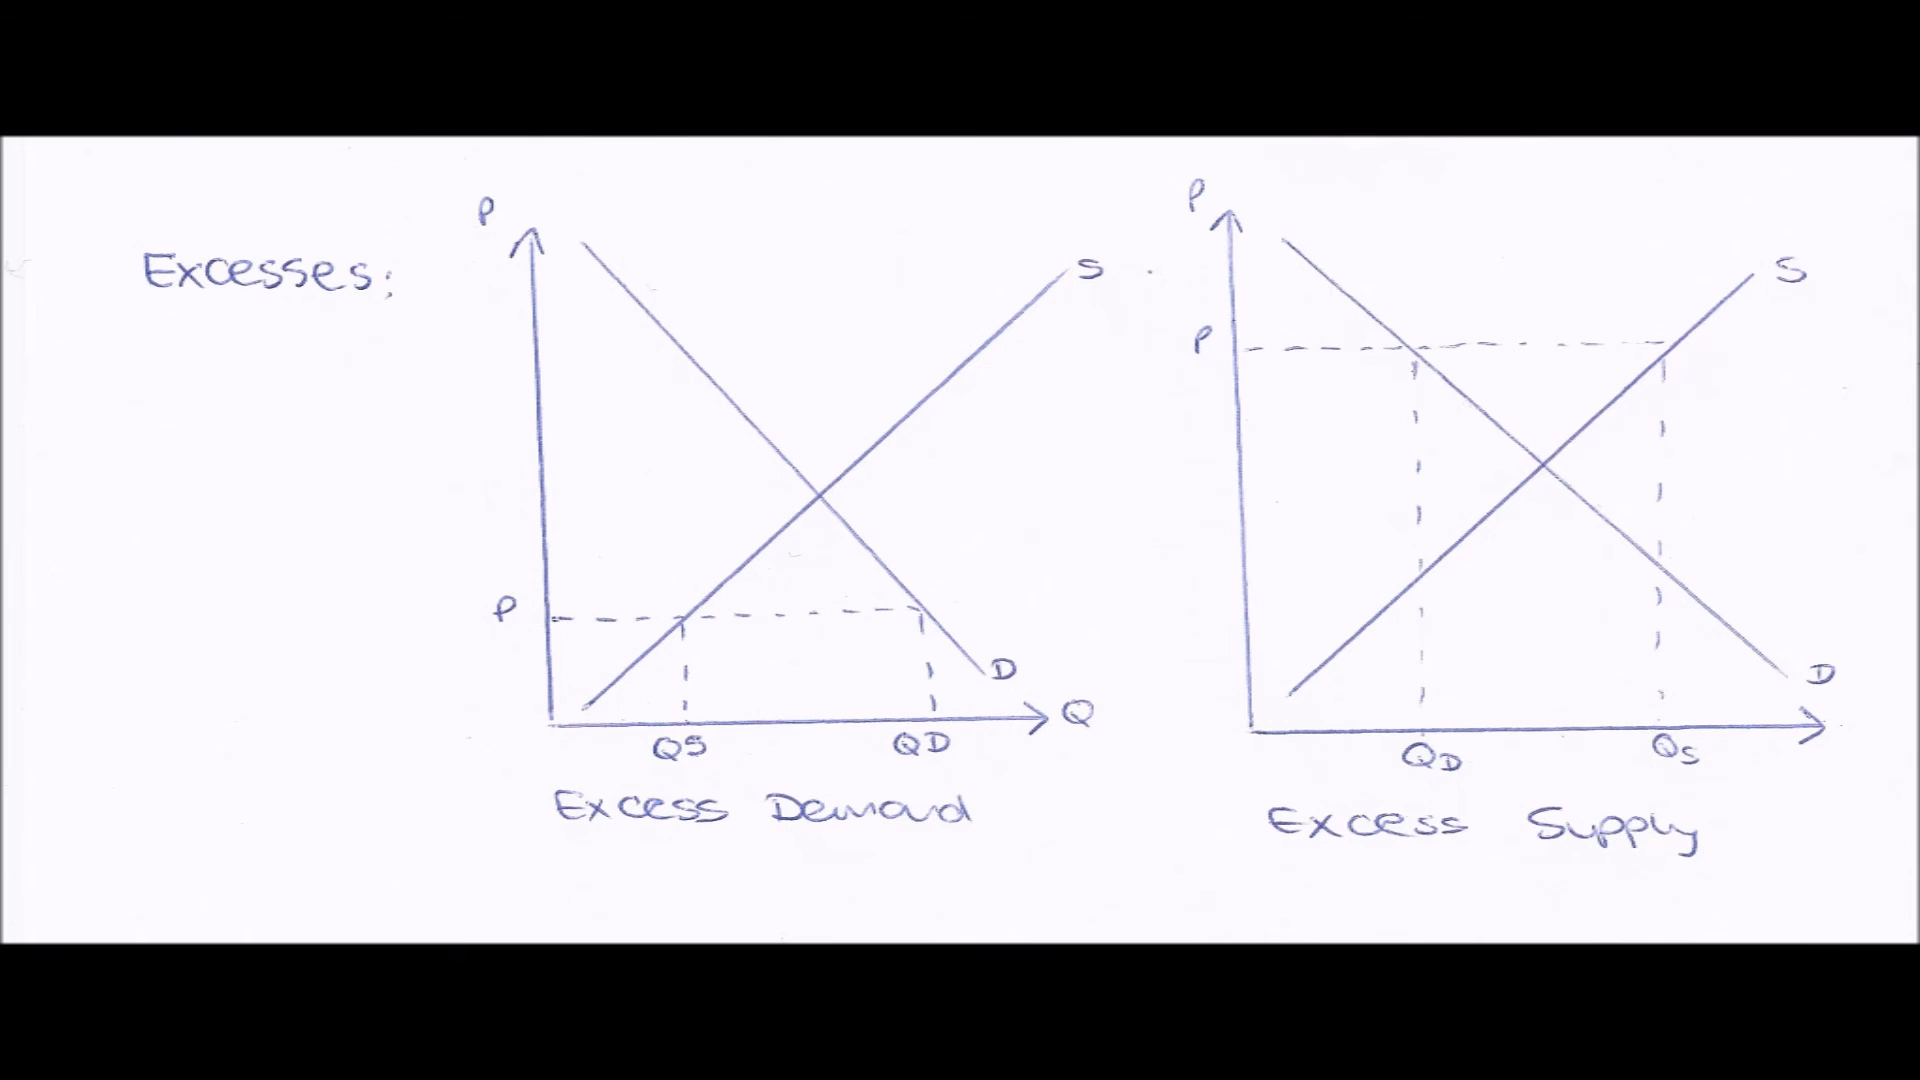 Excesses:
P
S
P
D
Q
QS
QD
Excess Demand
P
S
P
D
QD
QS
Excess Supply